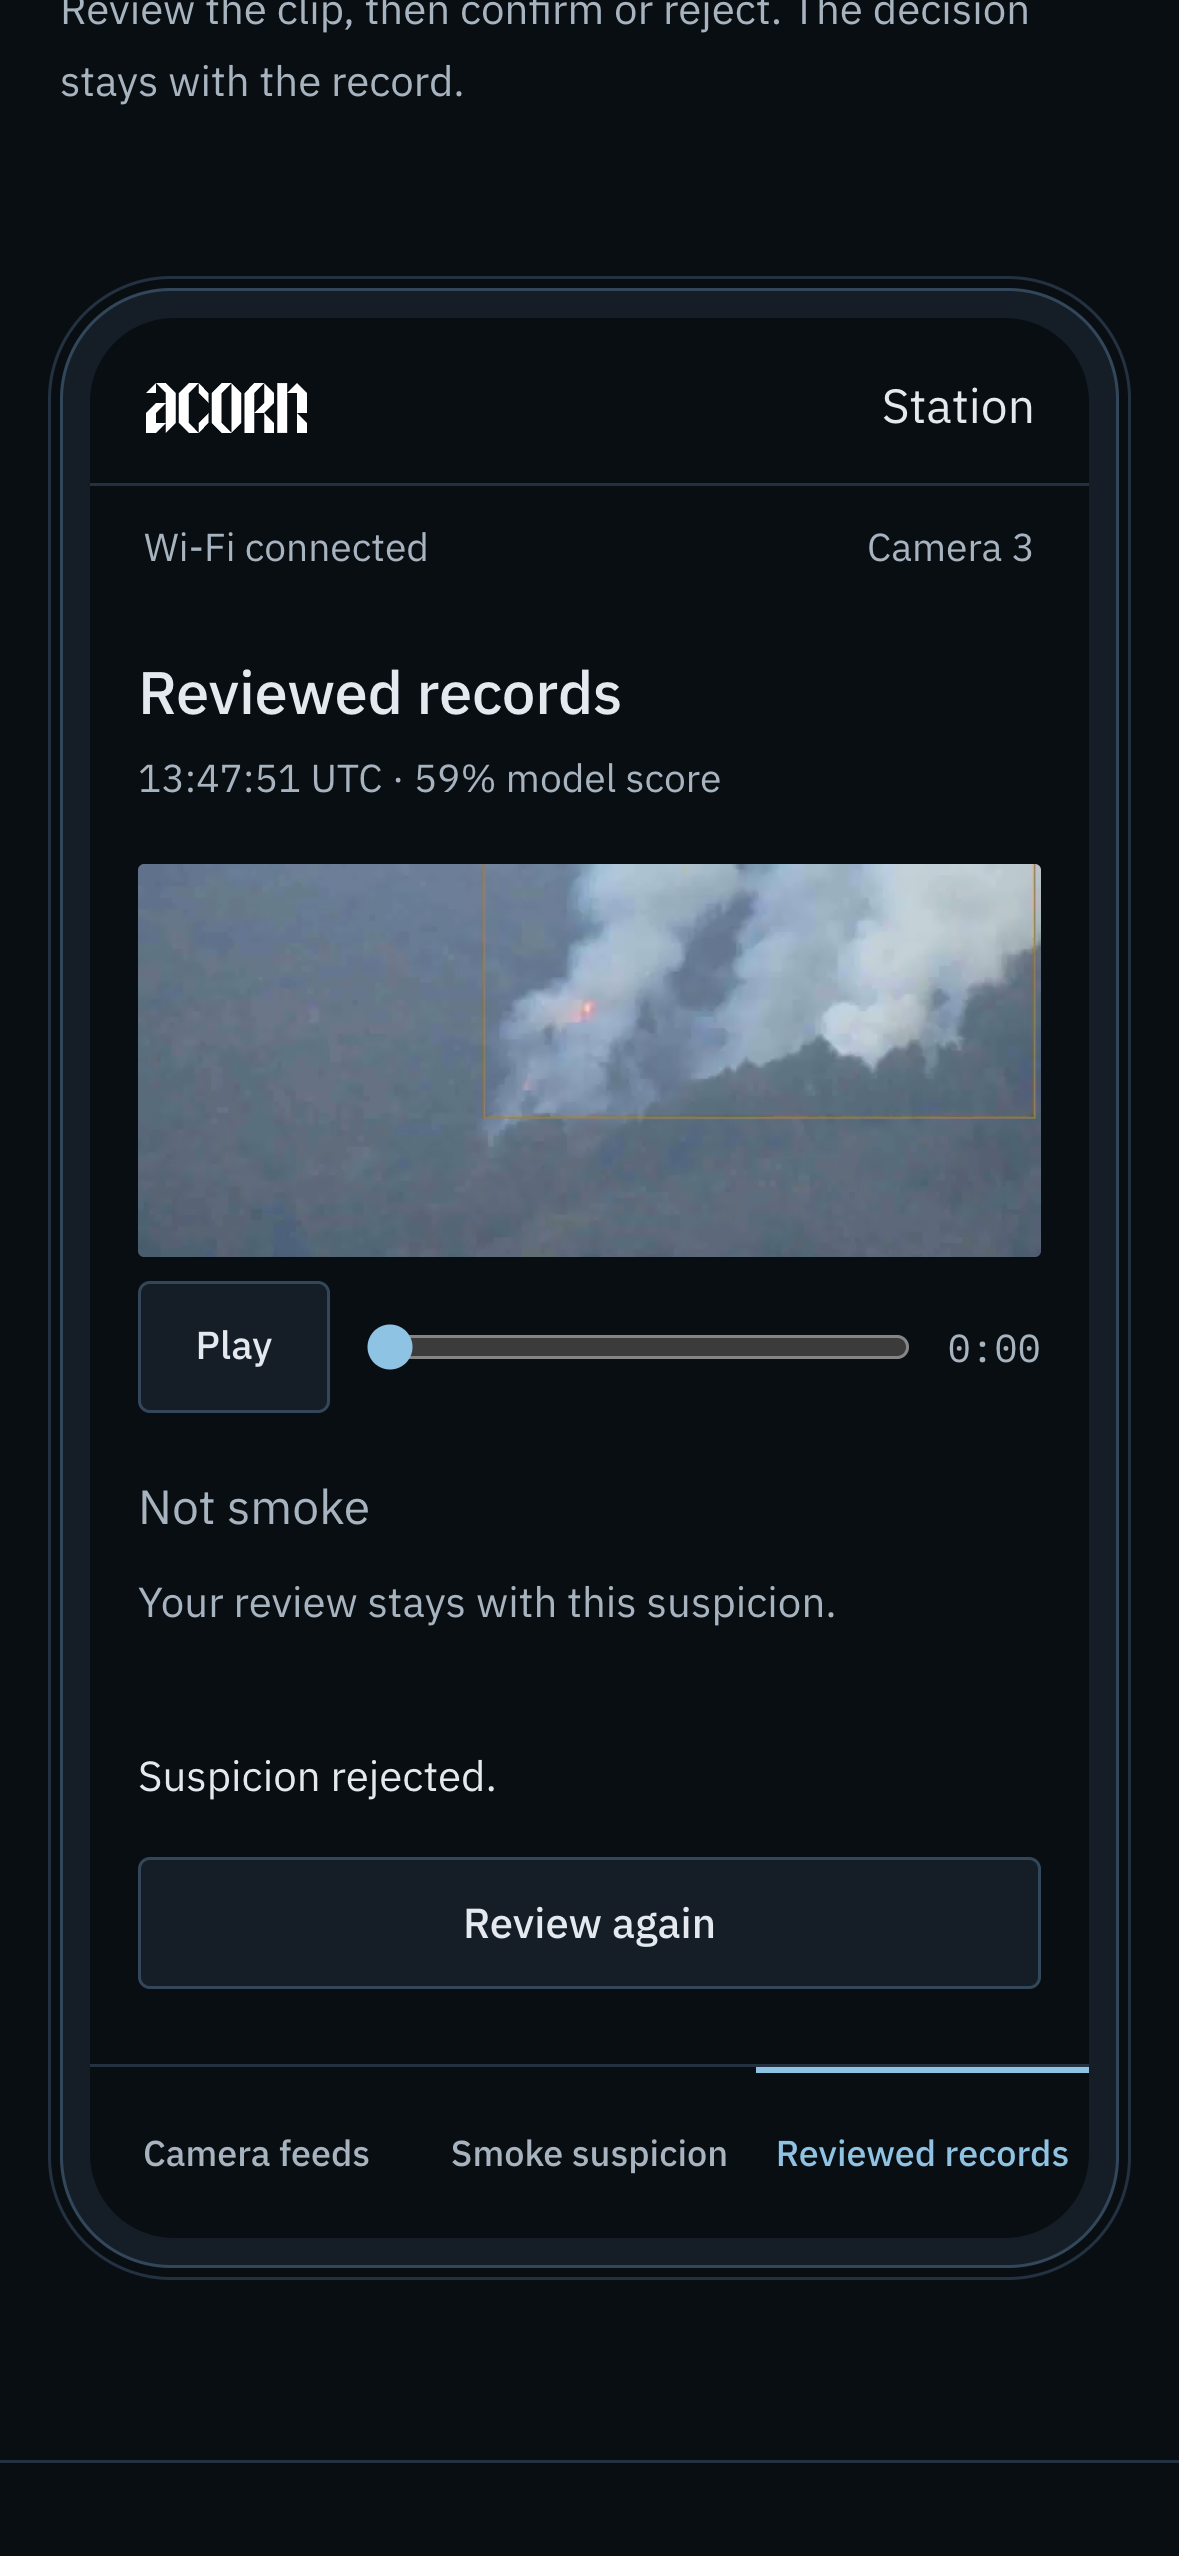 Review the clip, then confirm or reject. The decision
stays with the record.
acorn
Station
Wi-Fi connected
Camera 3
Reviewed records
13:47:51 UTC · 59% model score
Play
0:00
Not smoke
Your review stays with this suspicion.
Suspicion rejected.
Review again
Camera feeds
Smoke suspicion
Reviewed records